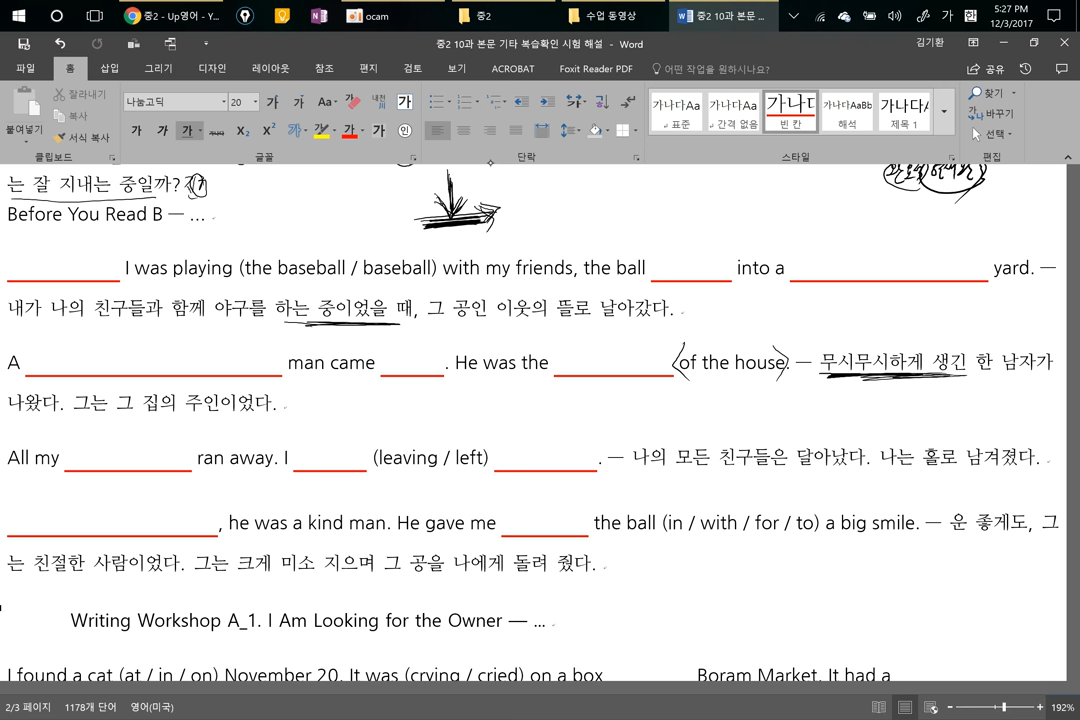 중2 - Up영어 - Y...
ocam
중2
수업 동영상
중2 10과 본문 ...
가
한
5:27 PM
12/3/2017
중2 10과 본문 기타 복습확인 시험 해설 - Word
김기환
파일 홈 삽입 그리기 디자인 레이아웃 참조 편지 검토 보기 ACROBAT Foxit Reader PDF 어떤 작업을 원하시나요? 공유
붙여넣기
잘라내기
복사
서식 복사
클립보드
나눔고딕 20
글꼴
단락
가나다Aa 가나다Aa 가나다 가나다AaBb 가나다
표준 간격 없음 빈 칸 해석 제목 1
스타일
찾기
바꾸기
선택
편집
는 잘 지내는 중일까?
Before You Read B — ...
I was playing (the baseball / baseball) with my friends, the ball into a yard. —
내가 나의 친구들과 함께 야구를 하는 중이었을 때, 그 공인 이웃의 뜰로 날아갔다.
A man came . He was the of the house. — 무시무시하게 생긴 한 남자가
나왔다. 그는 그 집의 주인이었다.
All my ran away. I (leaving / left) . — 나의 모든 친구들은 달아났다. 나는 홀로 남겨졌다.
, he was a kind man. He gave me the ball (in / with / for / to) a big smile. — 운 좋게도, 그
는 친절한 사람이었다. 그는 크게 미소 지으며 그 공을 나에게 돌려 줬다.
Writing Workshop A_1. I Am Looking for the Owner — ...
I found a cat (at / in / on) November 20. It was (crying / cried) on a box Boram Market. It had a
2/3 페이지 1178개 단어 영어(미국) 192%